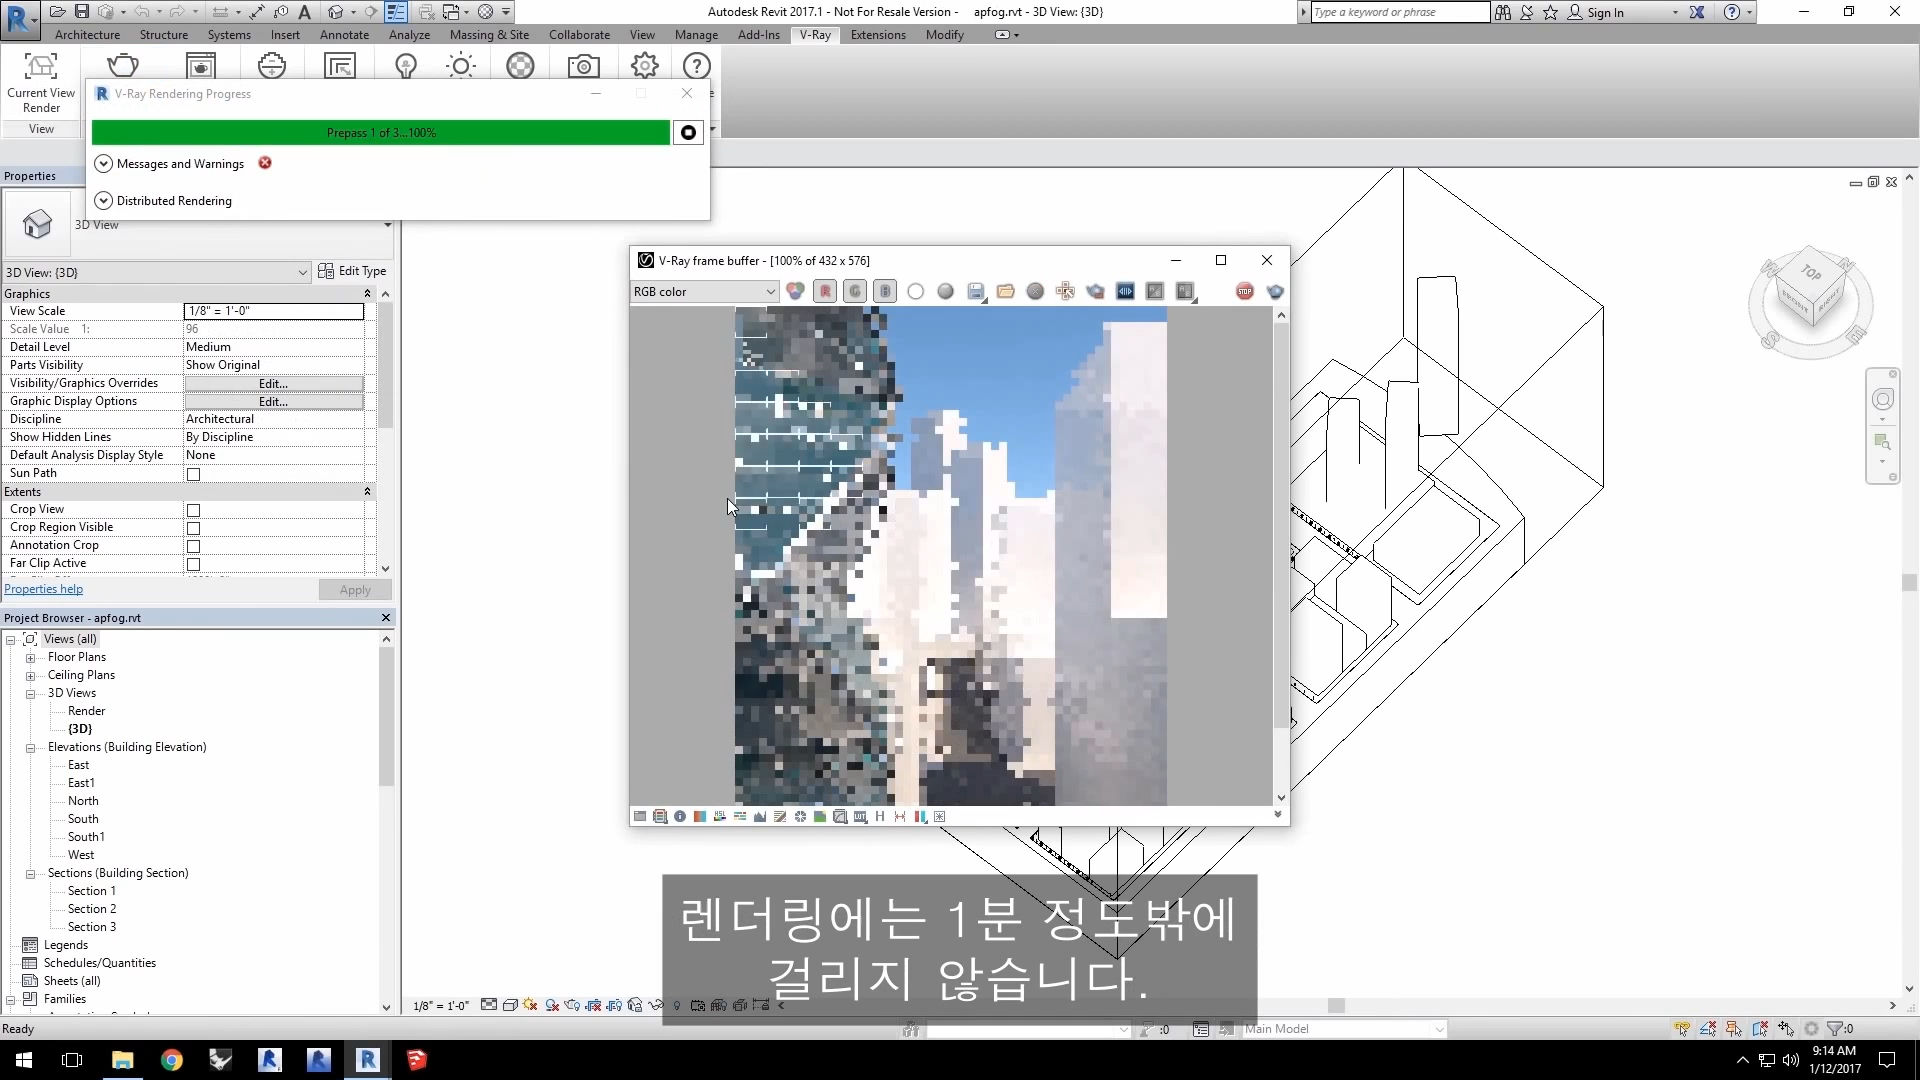 Autodesk Revit 2017.1 - Not For Resale Version - apfog.rvt - 3D View: {3D}
Type a keyword or phrase
Sign In
Architecture Structure Systems Insert Annotate Analyze Massing & Site Collaborate View Manage Add-Ins V-Ray Extensions Modify
Current View
Render
View
V-Ray Rendering Progress
Prepass 1 of 3...100%
Messages and Warnings
Distributed Rendering
Properties
3D View
3D View: {3D}
Edit Type
Graphics
View Scale 1/8" = 1'-0"
Scale Value 1: 96
Detail Level Medium
Parts Visibility Show Original
Visibility/Graphics Overrides Edit...
Graphic Display Options Edit...
Discipline Architectural
Show Hidden Lines By Discipline
Default Analysis Display Style None
Sun Path
Extents
Crop View
Crop Region Visible
Annotation Crop
Far Clip Active
Properties help
Apply
Project Browser - apfog.rvt
Views (all)
Floor Plans
Ceiling Plans
3D Views
Render
{3D}
Elevations (Building Elevation)
East
East1
North
South
South1
West
Sections (Building Section)
Section 1
Section 2
Section 3
Legends
Schedules/Quantities
Sheets (all)
Families
V-Ray frame buffer - [100% of 432 x 576]
RGB color
R G B
STOP
TOP
FRONT
RIGHT
N
W
S
E
렌더링에는 1분 정도밖에
걸리지 않습니다.
1/8" = 1'-0"
Ready
:0
Main Model
:0
9:14 AM
1/12/2017